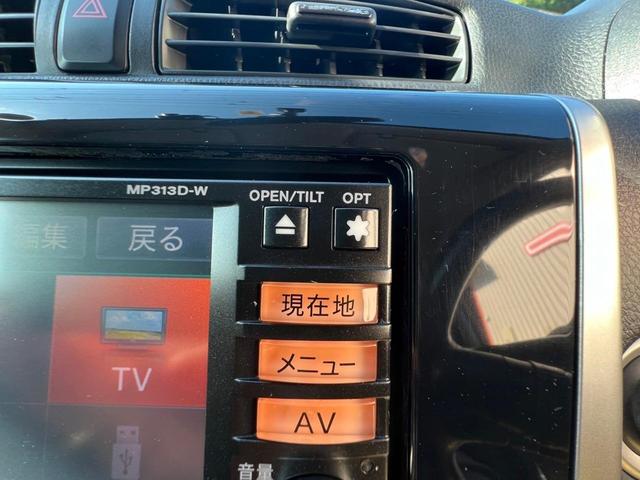 MP313D-W
OPEN/TILT OPT
編集 戻る
現在地
TV
メニュー
AV
音量